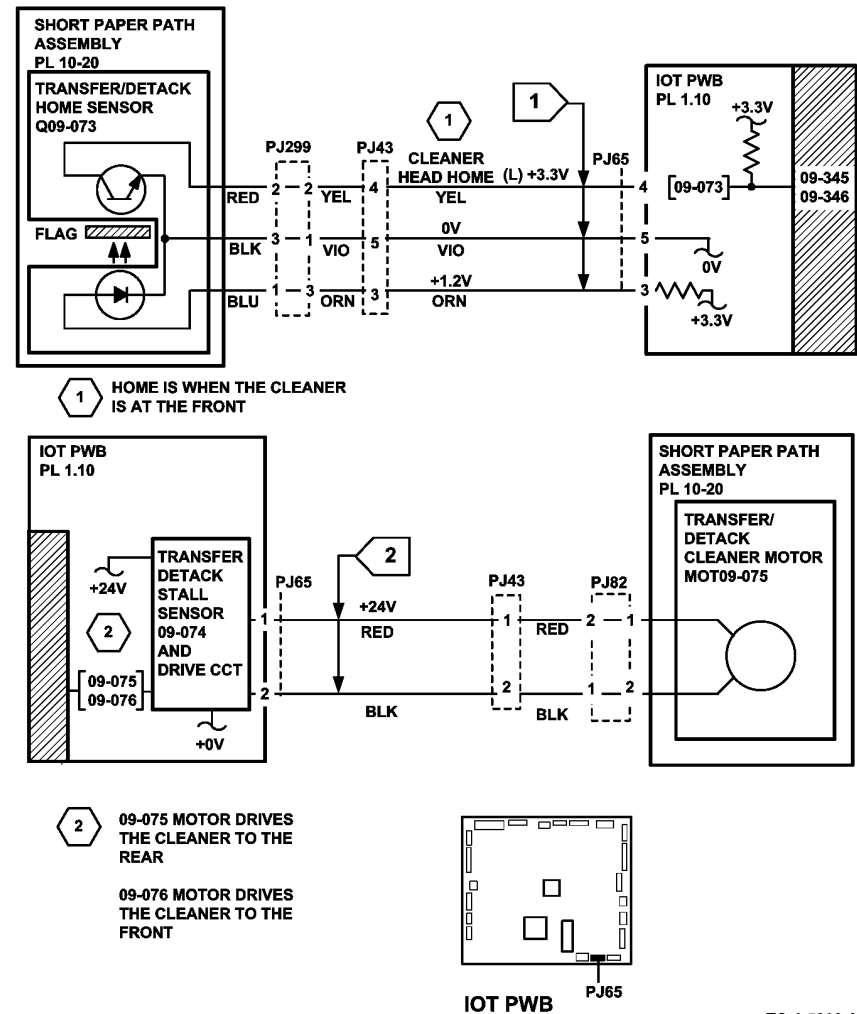 SHORT PAPER PATH
ASSEMBLY
PL 10-20
TRANSFER/DETACK
HOME SENSOR
Q09-073
FLAG
RED
BLK
BLU
PJ299
2 2
3 1
1 3
YEL
VIO
ORN
PJ43
4
5
3
1
CLEANER
HEAD HOME (L) +3.3V
YEL
0V
VIO
+1.2V
ORN
1
PJ65
4
5
3
IOT PWB
PL 1.10
+3.3V
[09-073]
0V
+3.3V
09-345
09-346
1
HOME IS WHEN THE CLEANER
IS AT THE FRONT
IOT PWB
PL 1.10
+24V
2
09-075
09-076
TRANSFER
DETACK
STALL
SENSOR
09-074
AND
DRIVE CCT
+0V
PJ65
1
2
2
+24V
RED
BLK
PJ43
1
2
RED
BLK
PJ82
2 1
1 2
SHORT PAPER PATH
ASSEMBLY
PL 10-20
TRANSFER/
DETACK
CLEANER MOTOR
MOT09-075
2
09-075 MOTOR DRIVES
THE CLEANER TO THE
REAR
09-076 MOTOR DRIVES
THE CLEANER TO THE
FRONT
PJ65
IOT PWB